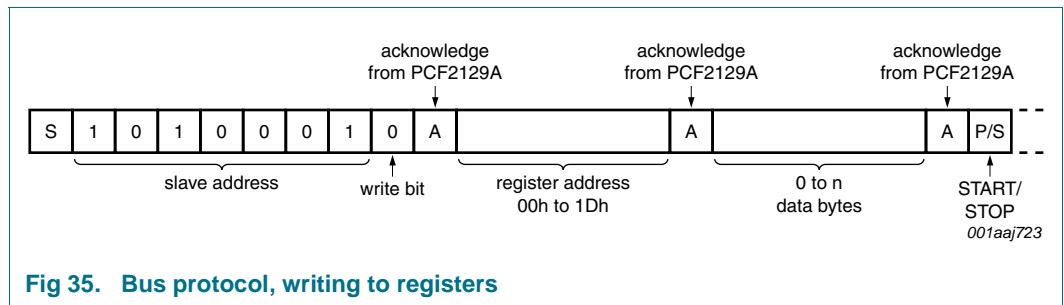 acknowledge
from PCF2129A
acknowledge
from PCF2129A
acknowledge
from PCF2129A
S 1 0 1 0 0 0 1 0 A A A P/S
slave address
write bit
register address
00h to 1Dh
0 to n
data bytes
START/
STOP
001aaj723
Fig 35. Bus protocol, writing to registers